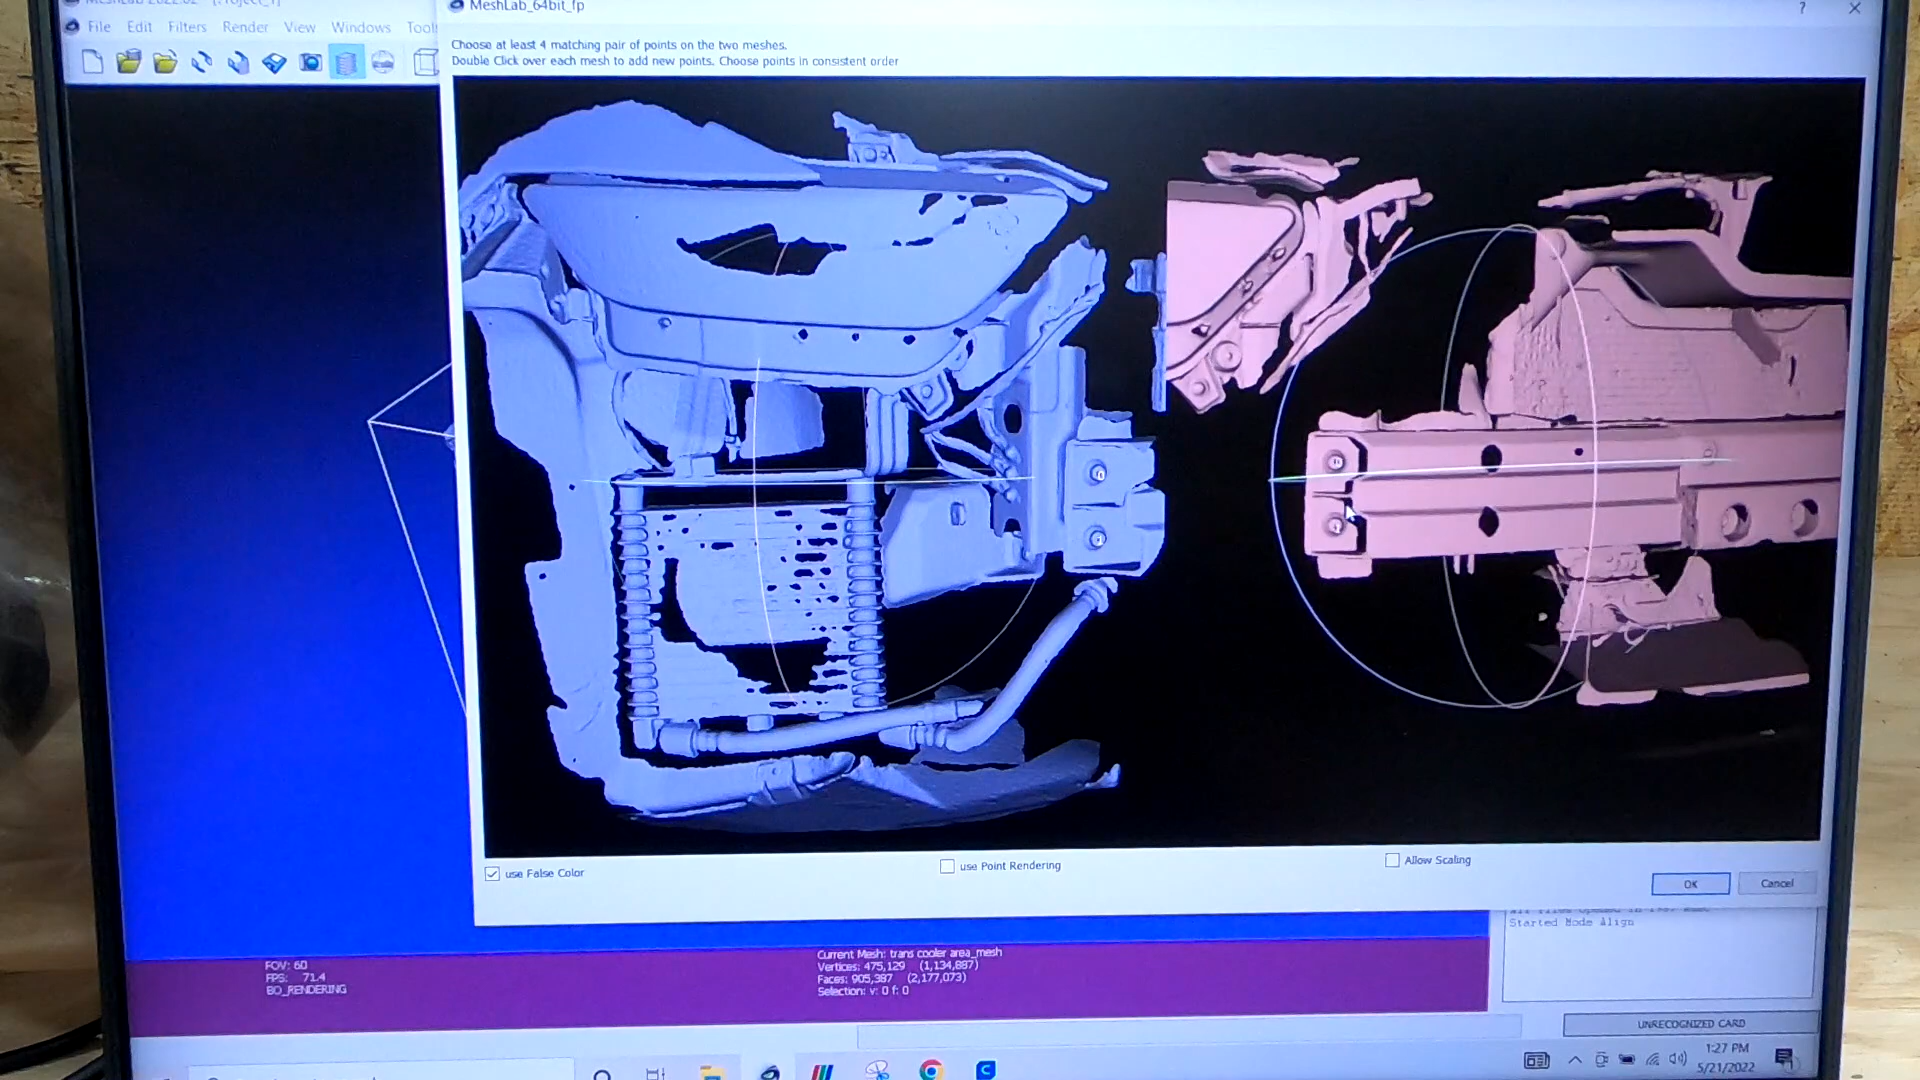 MeshLab_64bit_fp
File Edit Filters Render View Windows Tool
Choose at least 4 matching pair of points on the two meshes.
Double Click over each mesh to add new points. Choose points in consistent order
use False Color
use Point Rendering
Allow Scaling
OK
Cancel
Started Mode Align
FOV: 60
FPS: 71.4
BO_RENDERING
Current Mesh: trans cooler area_mesh
Vertices: 475,129 (1,134,887)
Faces: 905,387 (2,177,073)
Selection: v: 0 f: 0
UNRECOGNIZED CARD
1:27 PM
5/21/2022